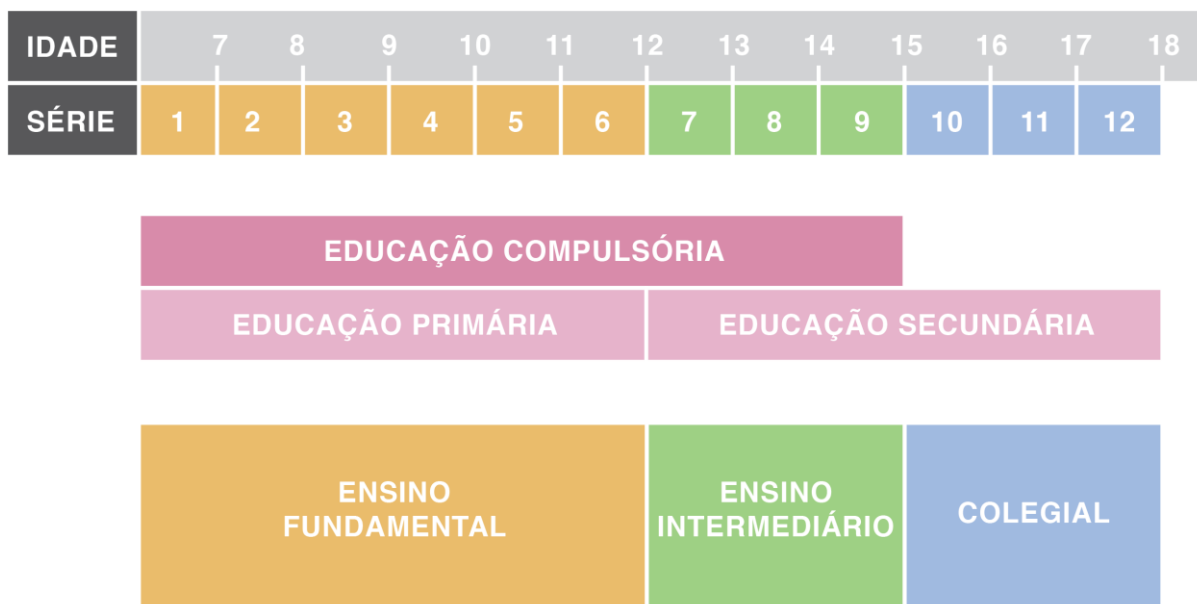 IDADE 7 8 9 10 11 12 13 14 15 16 17 18
SÉRIE 1 2 3 4 5 6 7 8 9 10 11 12
EDUCAÇÃO COMPULSÓRIA
EDUCAÇÃO PRIMÁRIA EDUCAÇÃO SECUNDÁRIA
ENSINO
FUNDAMENTAL
ENSINO
INTERMEDIÁRIO
COLEGIAL